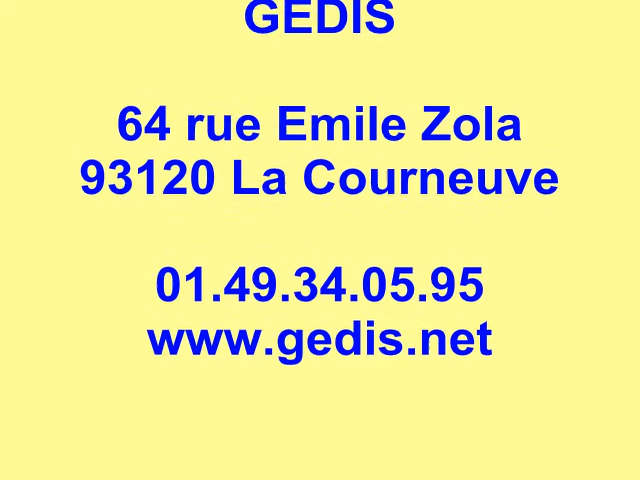 GEDIS
64 rue Emile Zola
93120 La Courneuve
01.49.34.05.95
www.gedis.net